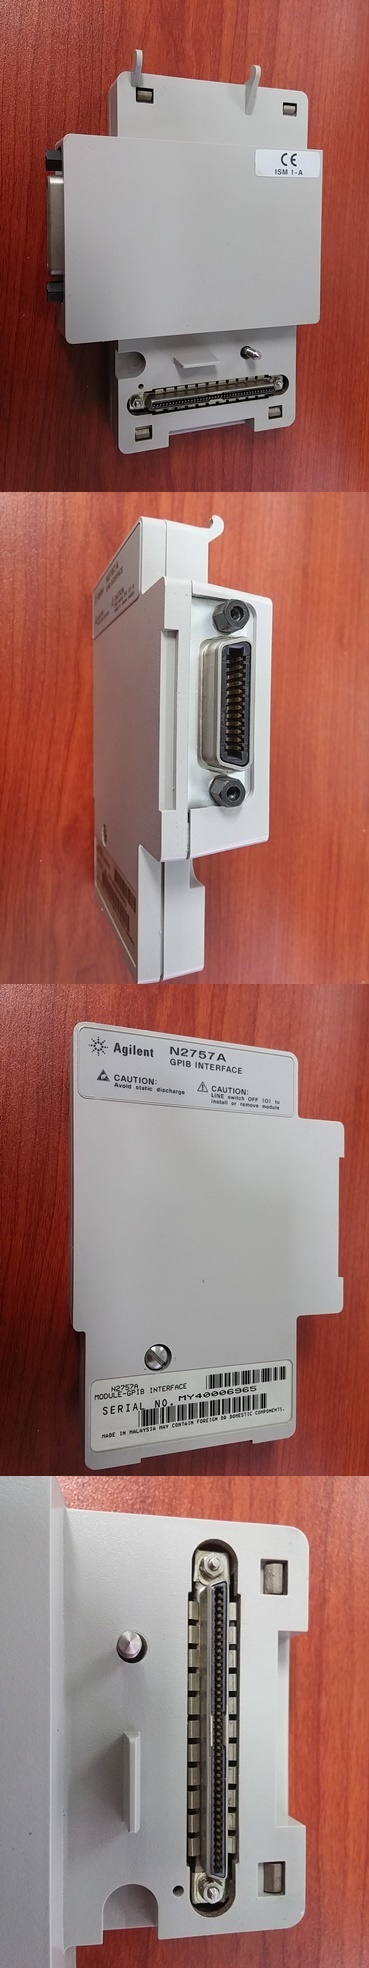 CE
ISM 1-A
N2757A
Agilent N2757A
GPIB INTERFACE
CAUTION:
Avoid static discharge
CAUTION:
LINE switch OFF (O) to
install or remove module
N2757A
MODULE-GPIB INTERFACE
SERIAL NO. MY40006965
MADE IN MALAYSIA MAY CONTAIN FOREIGN OR DOMESTIC COMPONENTS.